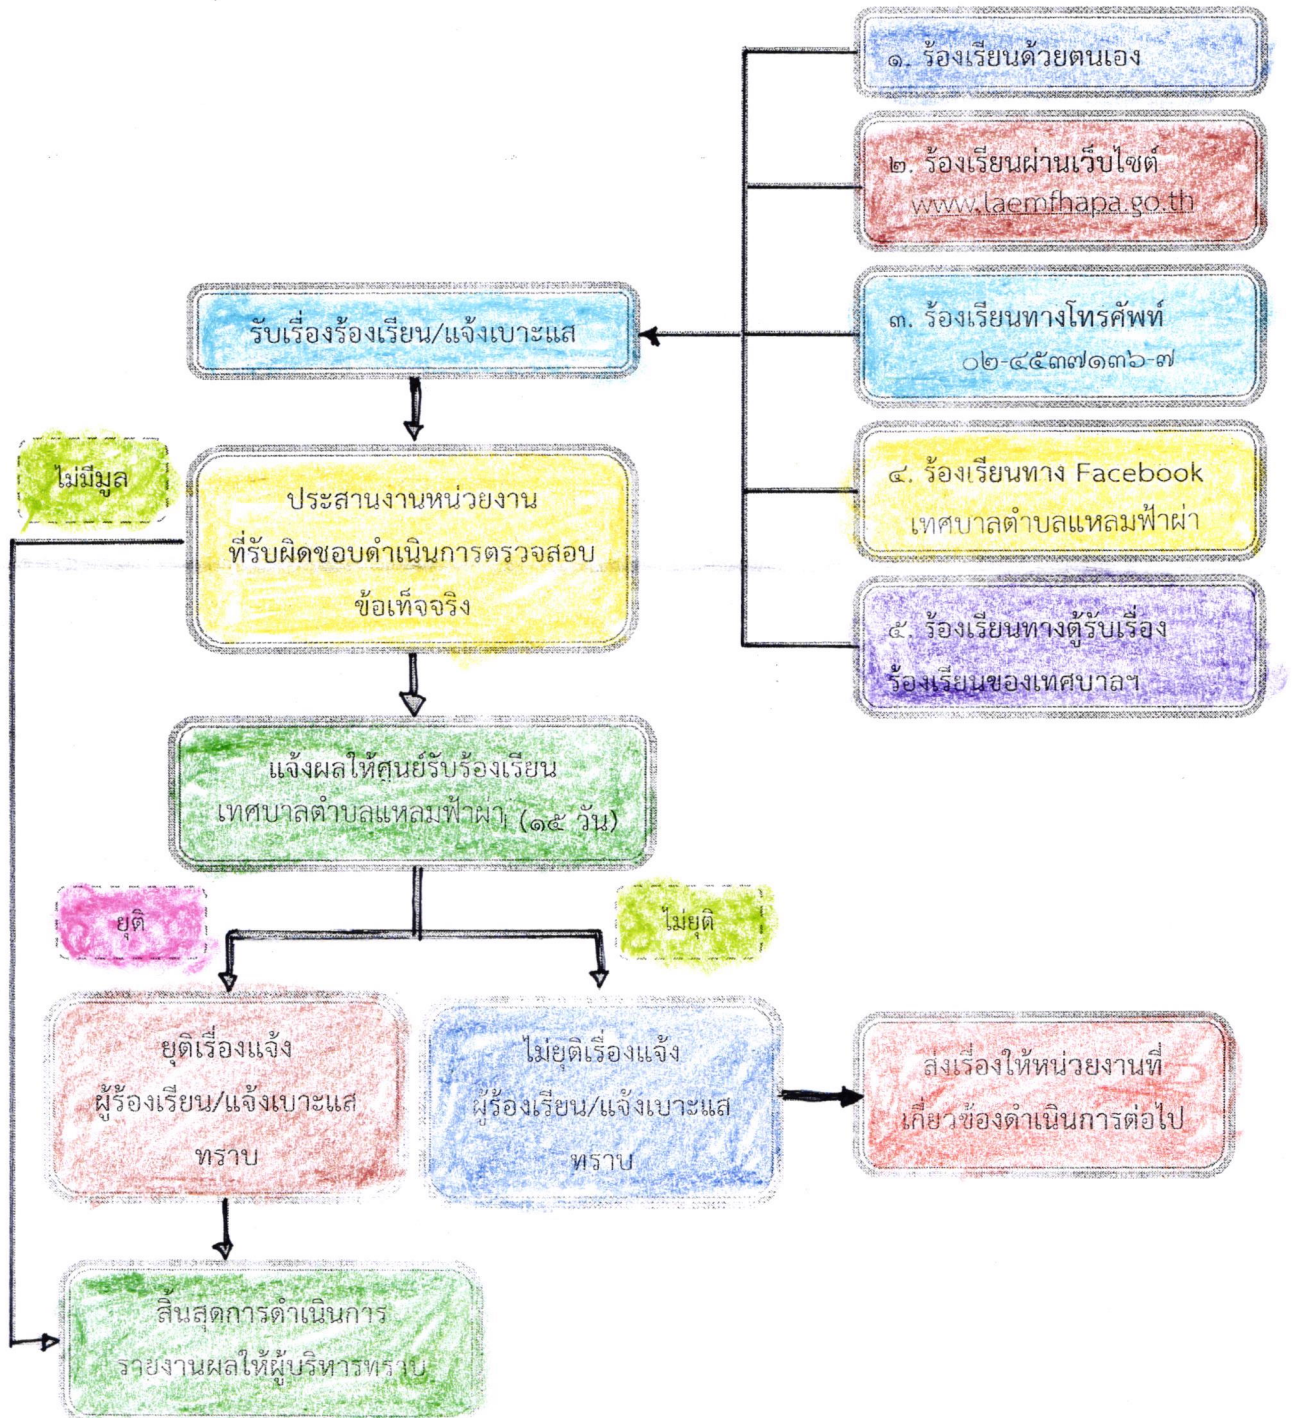 ๑. ร้องเรียนด้วยตนเอง
๒. ร้องเรียนผ่านเว็บไซต์
www.laemfhapa.go.th
๓. ร้องเรียนทางโทรศัพท์
๐๒-๔๕๓๗๑๓๖-๗
๔. ร้องเรียนทาง Facebook
เทศบาลตำบลแหลมฟ้าผ่า
๕. ร้องเรียนทางตู้รับเรื่อง
ร้องเรียนของเทศบาลฯ
รับเรื่องร้องเรียน/แจ้งเบาะแส
ไม่มีมูล
ประสานงานหน่วยงาน
ที่รับผิดชอบดำเนินการตรวจสอบ
ข้อเท็จจริง
แจ้งผลให้ศูนย์รับร้องเรียน
เทศบาลตำบลแหลมฟ้าผ่า (๑๕ วัน)
ยุติ
ไม่ยุติ
ยุติเรื่องแจ้ง
ผู้ร้องเรียน/แจ้งเบาะแส
ทราบ
ไม่ยุติเรื่องแจ้ง
ผู้ร้องเรียน/แจ้งเบาะแส
ทราบ
ส่งเรื่องให้หน่วยงานที่
เกี่ยวข้องดำเนินการต่อไป
สิ้นสุดการดำเนินการ
รายงานผลให้ผู้บริหารทราบ